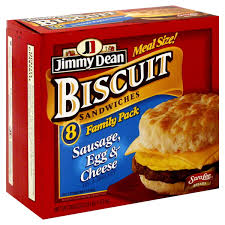 Meal Size!
Jimmy Dean
BISCUIT
SANDWICHES
8 Family Pack
Sausage,
Egg &
Cheese
Sara Lee